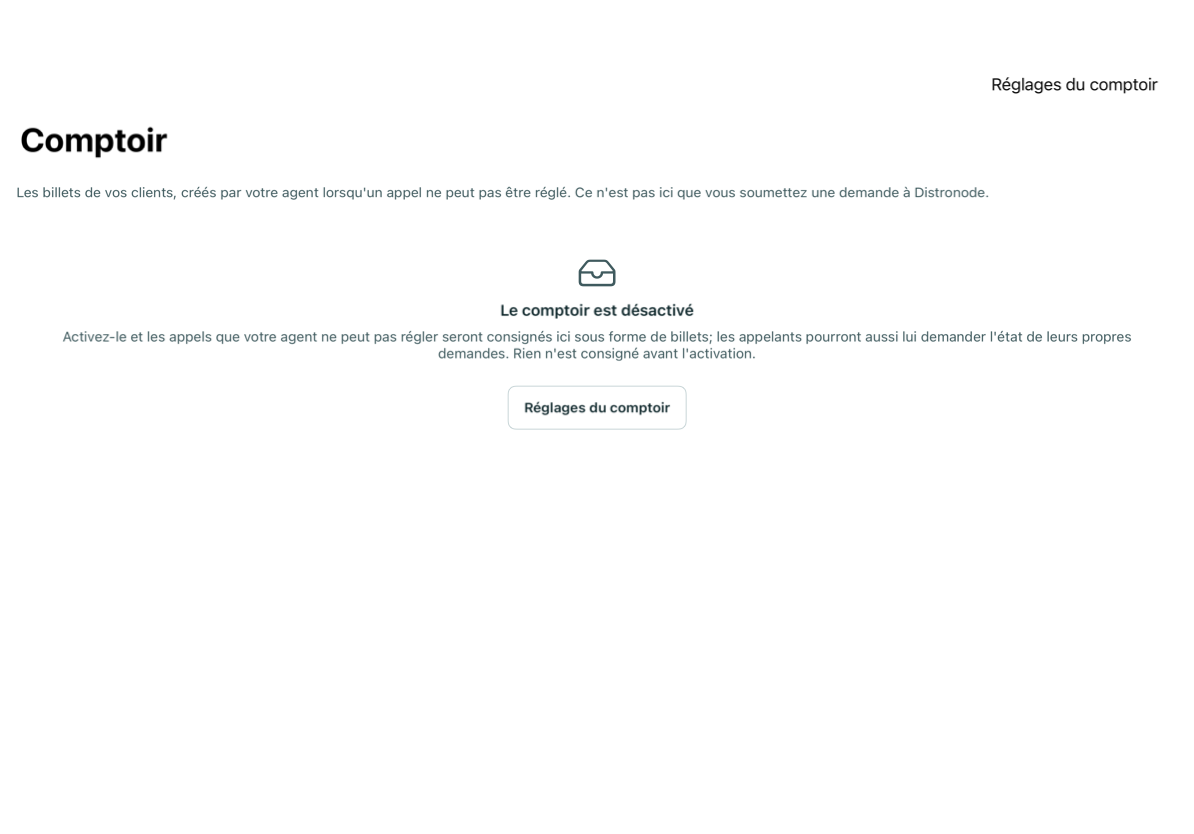 Réglages du comptoir
Comptoir
Les billets de vos clients, créés par votre agent lorsqu'un appel ne peut pas être réglé. Ce n'est pas ici que vous soumettez une demande à Distronode.
Le comptoir est désactivé
Activez-le et les appels que votre agent ne peut pas régler seront consignés ici sous forme de billets; les appelants pourront aussi lui demander l'état de leurs propres
demandes. Rien n'est consigné avant l'activation.
Réglages du comptoir